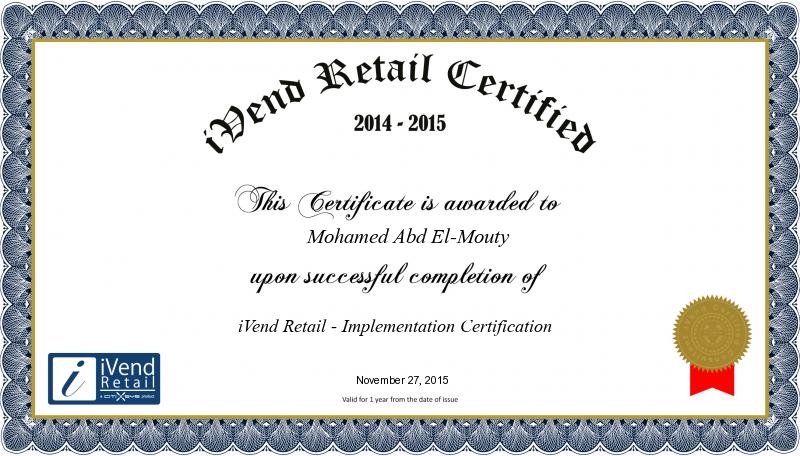 iVend Retail Certified
2014 - 2015
This Certificate is awarded to
Mohamed Abd El-Mouty
upon successful completion of
iVend Retail - Implementation Certification
iVend
Retail
a CitiXsys product
November 27, 2015
Valid for 1 year from the date of issue